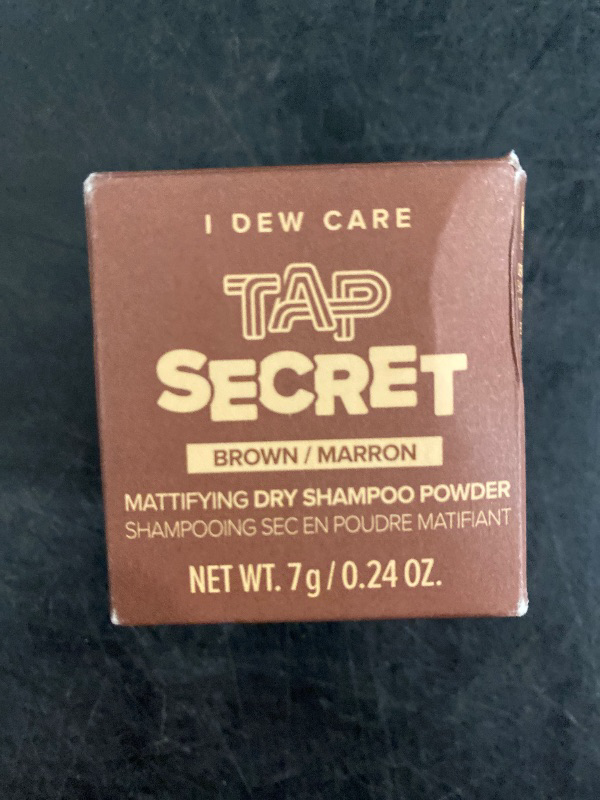 I DEW CARE
TAP
SECRET
BROWN / MARRON
MATTIFYING DRY SHAMPOO POWDER
SHAMPOOING SEC EN POUDRE MATIFIANT
NET WT. 7g / 0.24 OZ.